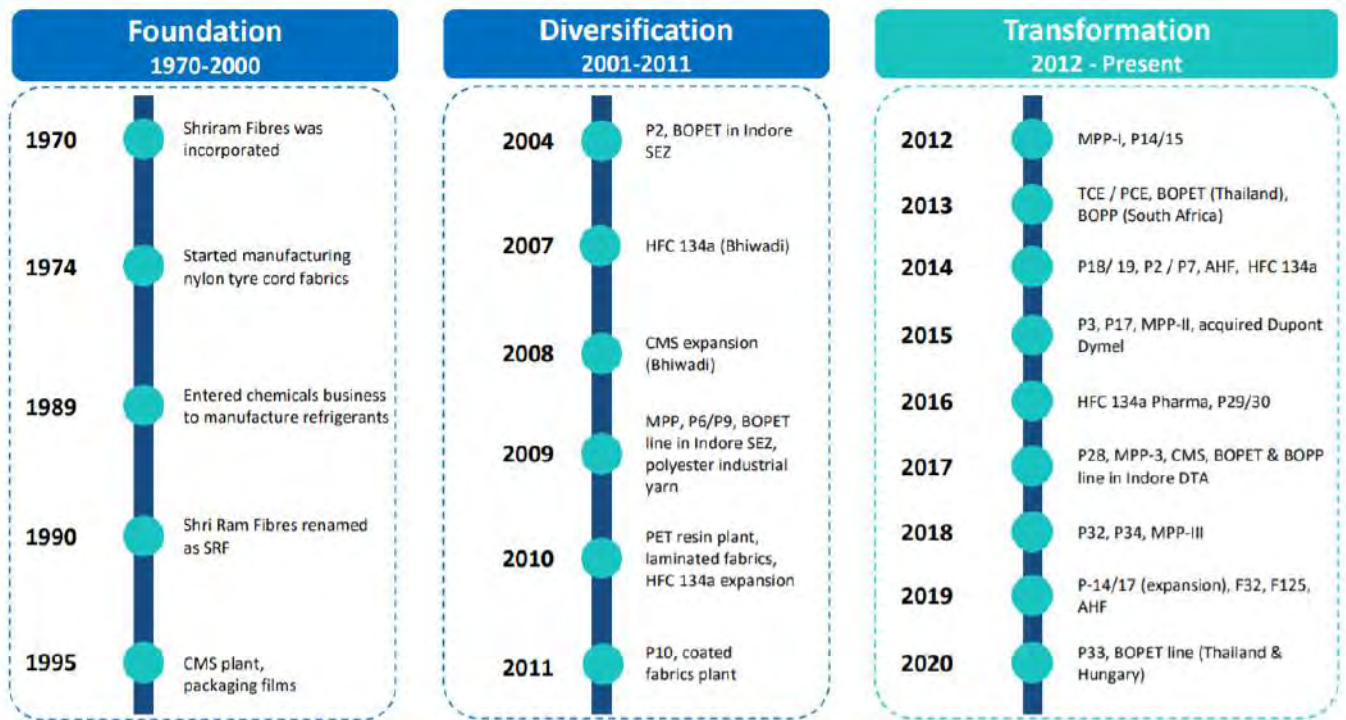 Foundation
1970-2000
1970
Shriram Fibres was
incorporated
1974
Started manufacturing
nylon tyre cord fabrics
1989
Entered chemicals business
to manufacture refrigerants
1990
Shri Ram Fibres renamed
as SRF
1995
CMS plant,
packaging films
Diversification
2001-2011
2004
P2, BOPET in Indore
SEZ
2007
HFC 134a (Bhiwadi)
2008
CMS expansion
(Bhiwadi)
2009
MPP, P6/P9, BOPET
line in Indore SEZ,
polyester industrial
yarn
2010
PET resin plant,
laminated fabrics,
HFC 134a expansion
2011
P10, coated
fabrics plant
Transformation
2012 - Present
2012
MPP-I, P14/15
2013
TCE / PCE, BOPET (Thailand),
BOPP (South Africa)
2014
P18/ 19, P2 / P7, AHF, HFC 134a
2015
P3, P17, MPP-II, acquired Dupont
Dymel
2016
HFC 134a Pharma, P29/30
2017
P28, MPP-3, CMS, BOPET & BOPP
line in Indore DTA
2018
P32, P34, MPP-III
2019
P-14/17 (expansion), F32, F125,
AHF
2020
P33, BOPET line (Thailand &
Hungary)